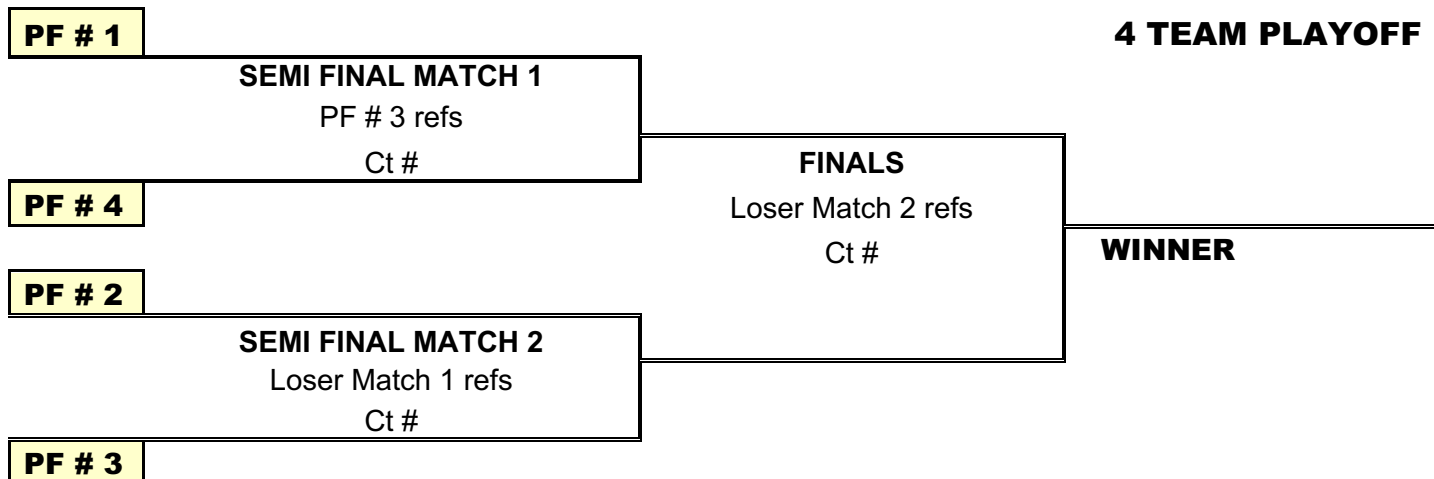 PF # 1
4 TEAM PLAYOFF
SEMI FINAL MATCH 1
PF # 3 refs
Ct #
PF # 4
FINALS
Loser Match 2 refs
Ct #
WINNER
PF # 2
SEMI FINAL MATCH 2
Loser Match 1 refs
Ct #
PF # 3